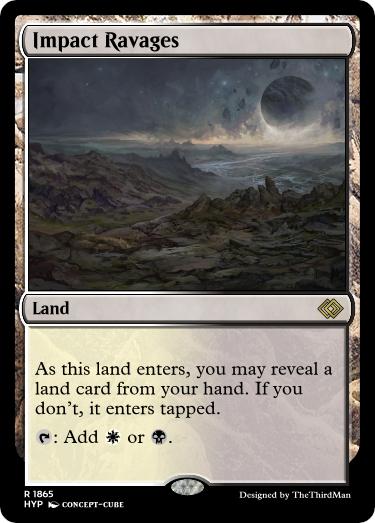 Impact Ravages
Land
As this land enters, you may reveal a
land card from your hand. If you
don't, it enters tapped.
: Add or .
R 1865
HYP CONCEPT-CUBE
Designed by TheThirdMan